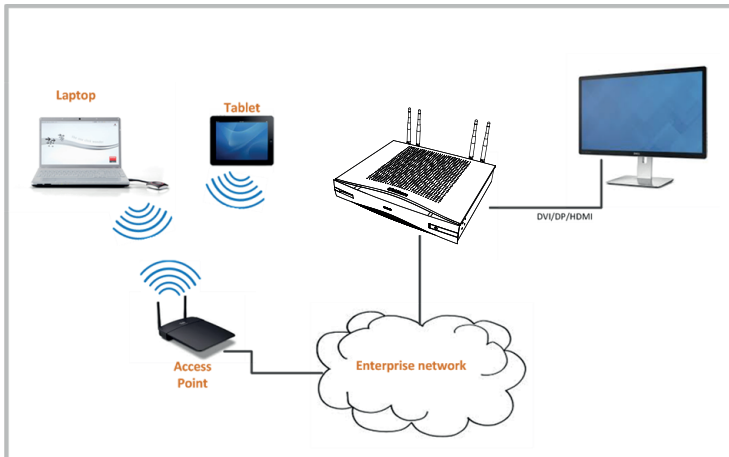 Laptop
Tablet
DVI/DP/HDMI
Access
Point
Enterprise network